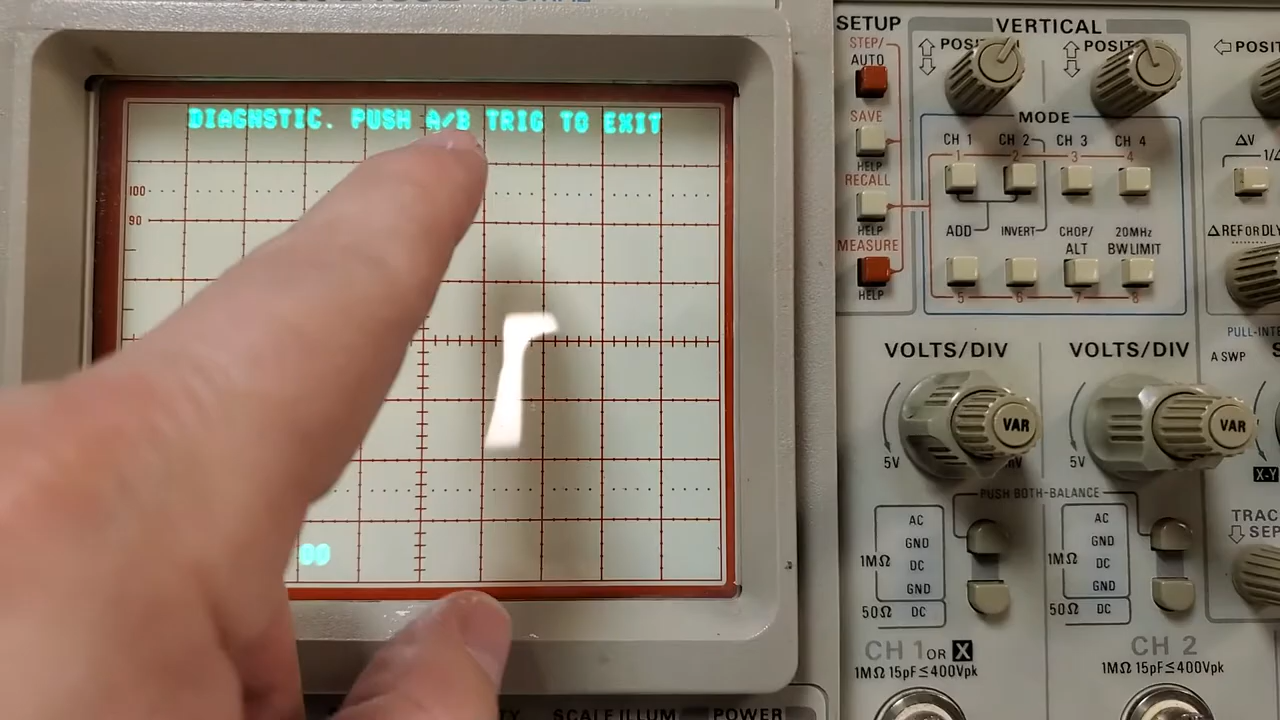 DIAGNSTIC. PUSH A/B TRIG TO EXIT
100
90
00
SETUP
STEP/
AUTO
SAVE
HELP
RECALL
HELP
MEASURE
HELP
VERTICAL
MODE
CH 1
CH 2
CH 3
CH 4
1
2
3
4
ADD
INVERT
CHOP/
ALT
20MHz
BW LIMIT
5
6
7
8
ΔV
Δ REF OR DLY
A SWP
VOLTS/DIV
VOLTS/DIV
VAR
VAR
5V
5V
X-Y
PUSH BOTH-BALANCE
AC
GND
DC
GND
DC
1MΩ
50Ω
AC
GND
DC
GND
DC
1MΩ
50Ω
CH 1 OR X
1MΩ 15pF≤400Vpk
CH 2
1MΩ 15pF≤400Vpk
SCALE ILLUM
POWER